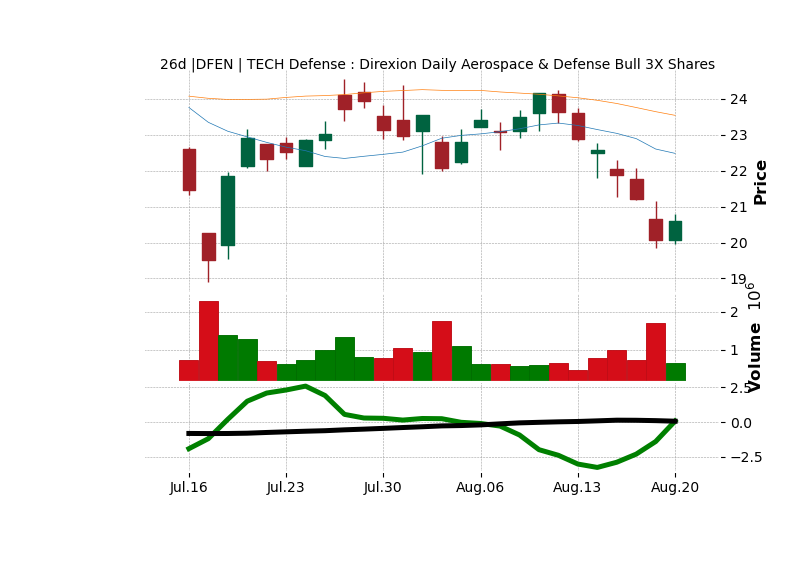 26d |DFEN | TECH Defense : Direxion Daily Aerospace & Defense Bull 3X Shares
24
23
22
21
20
19
Price
2
1
Volume 10^6
2.5
0.0
−2.5
Jul.16 Jul.23 Jul.30 Aug.06 Aug.13 Aug.20